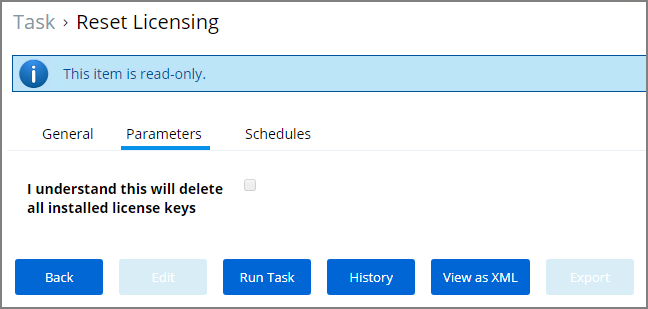 Task › Reset Licensing
i This item is read-only.
General Parameters Schedules
I understand this will delete
all installed license keys
Back Edit Run Task History View as XML Export